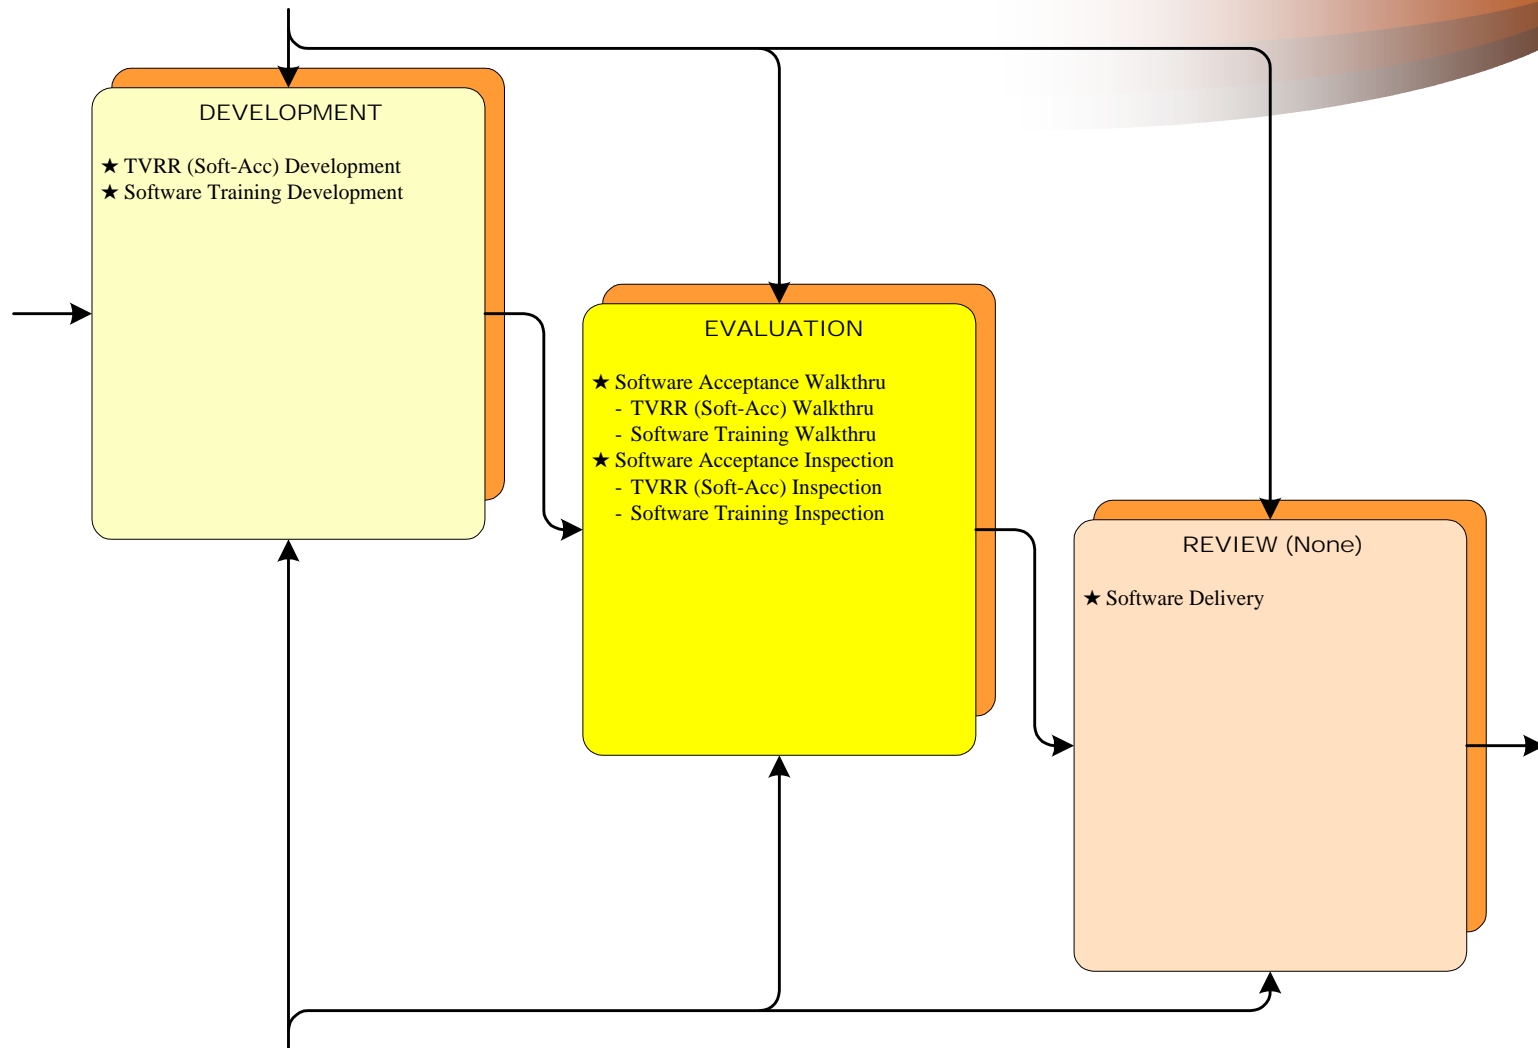 DEVELOPMENT
★ TVRR (Soft-Acc) Development
★ Software Training Development
EVALUATION
★ Software Acceptance Walkthru
- TVRR (Soft-Acc) Walkthru
- Software Training Walkthru
★ Software Acceptance Inspection
- TVRR (Soft-Acc) Inspection
- Software Training Inspection
REVIEW (None)
★ Software Delivery